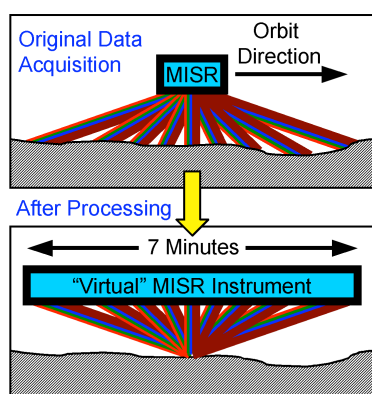 Original Data
Acquisition
MISR
Orbit
Direction
After Processing
7 Minutes
“Virtual” MISR Instrument